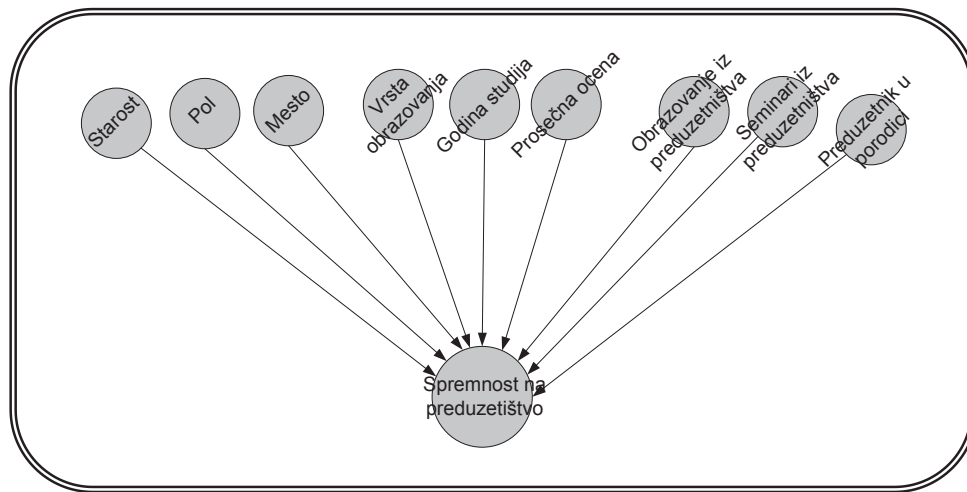 Starost
Pol
Mesto
Vrsta
obrazovanja
Godina studija
Prosečna ocena
Obrazovanje iz
preduzetništva
Seminari iz
preduzetništva
Preduzetnik u
porodici
Spremnost na
preduzetištvo